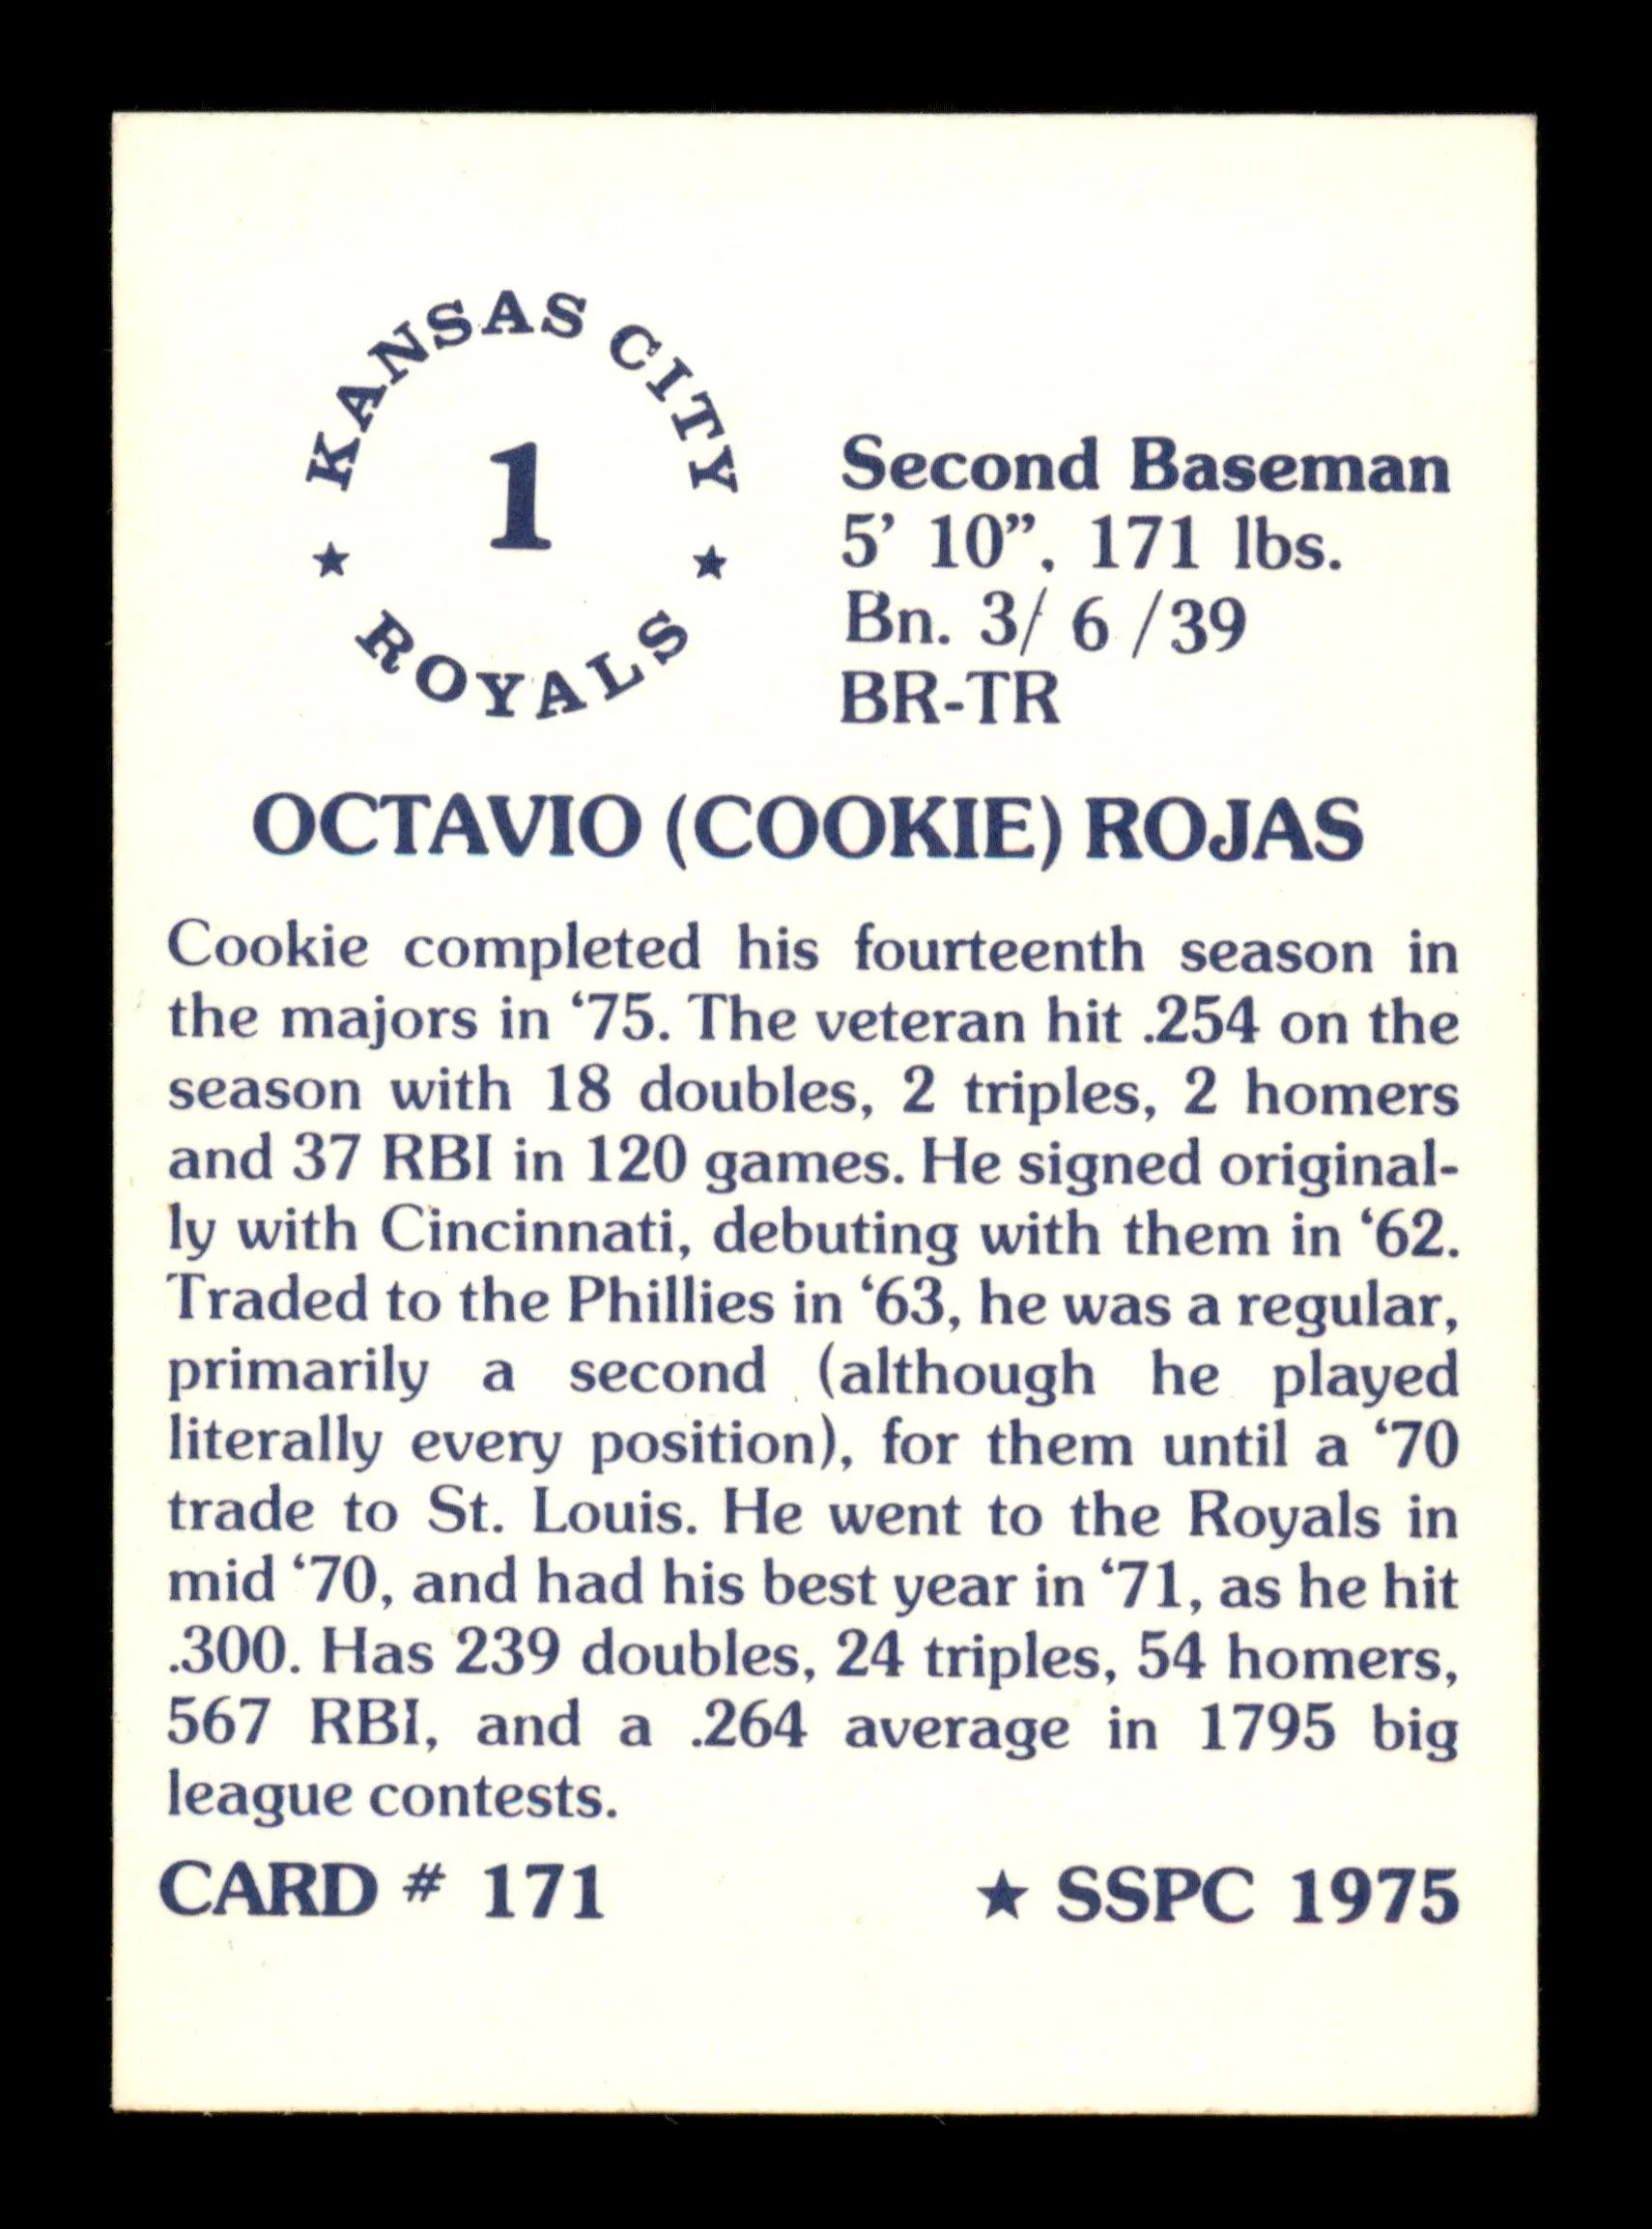 KANSAS CITY
1
★ ★
ROYALS
Second Baseman
5’ 10”, 171 lbs.
Bn. 3/ 6 /39
BR-TR
OCTAVIO (COOKIE) ROJAS
Cookie completed his fourteenth season in
the majors in ‘75. The veteran hit .254 on the
season with 18 doubles, 2 triples, 2 homers
and 37 RBI in 120 games. He signed original-
ly with Cincinnati, debuting with them in ‘62.
Traded to the Phillies in ‘63, he was a regular,
primarily a second (although he played
literally every position), for them until a ‘70
trade to St. Louis. He went to the Royals in
mid ‘70, and had his best year in ‘71, as he hit
.300. Has 239 doubles, 24 triples, 54 homers,
567 RBI, and a .264 average in 1795 big
league contests.
CARD # 171 ★ SSPC 1975